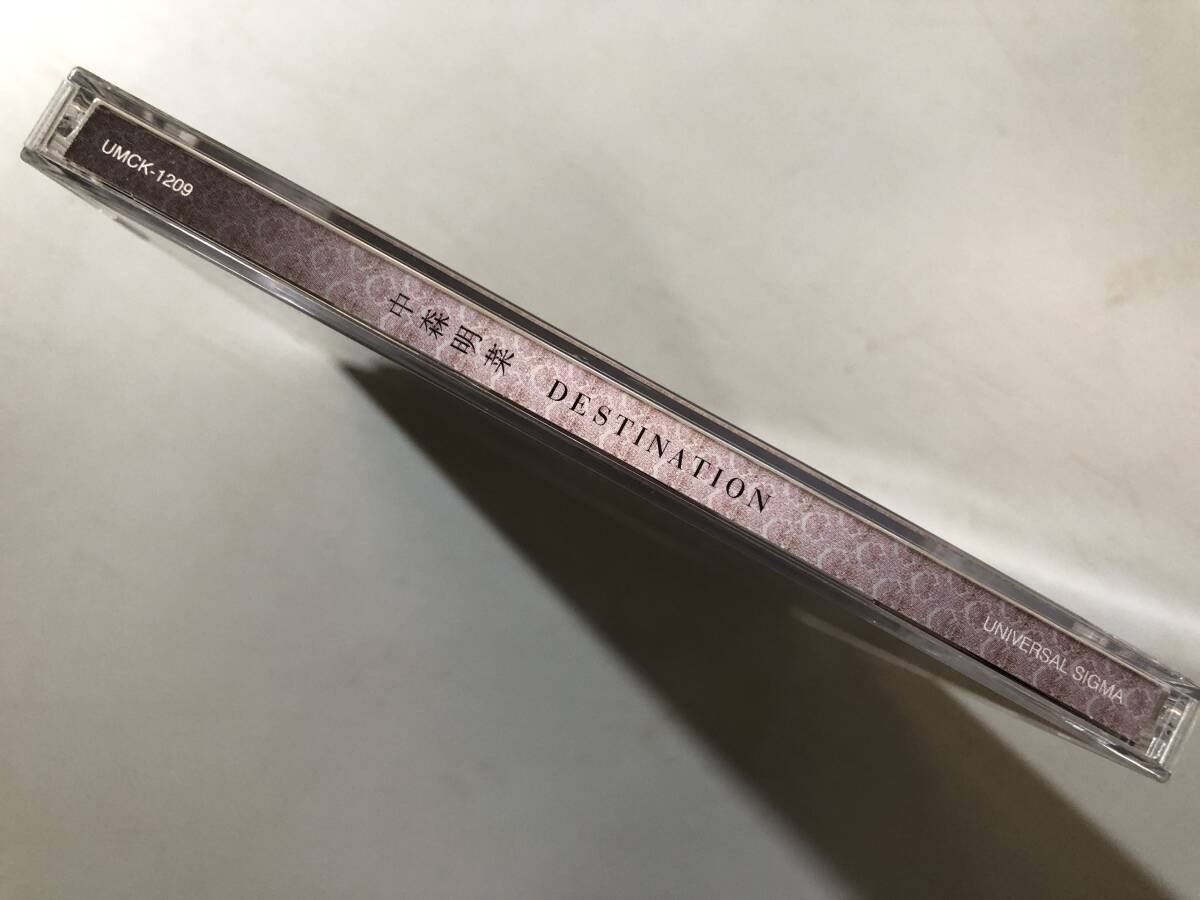 UMCK-1209
中森明菜 DESTINATION
UNIVERSAL SIGMA